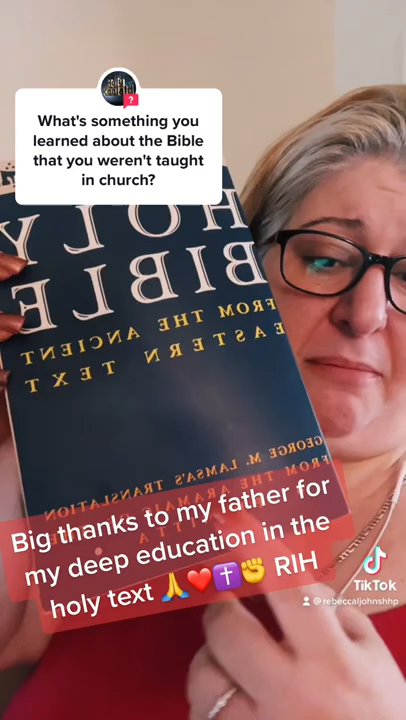 What's something you
learned about the Bible
that you weren't taught
in church?
HOLY
BIBLE
FROM THE ANCIENT
EASTERN TEXT
GEORGE M. LAMSA'S TRANSLATION
FROM THE ARAMAIC
Big thanks to my father for
my deep education in the
holy text 🙏❤️✝️✊ RIH
TikTok
@rebeccaljohnshhp